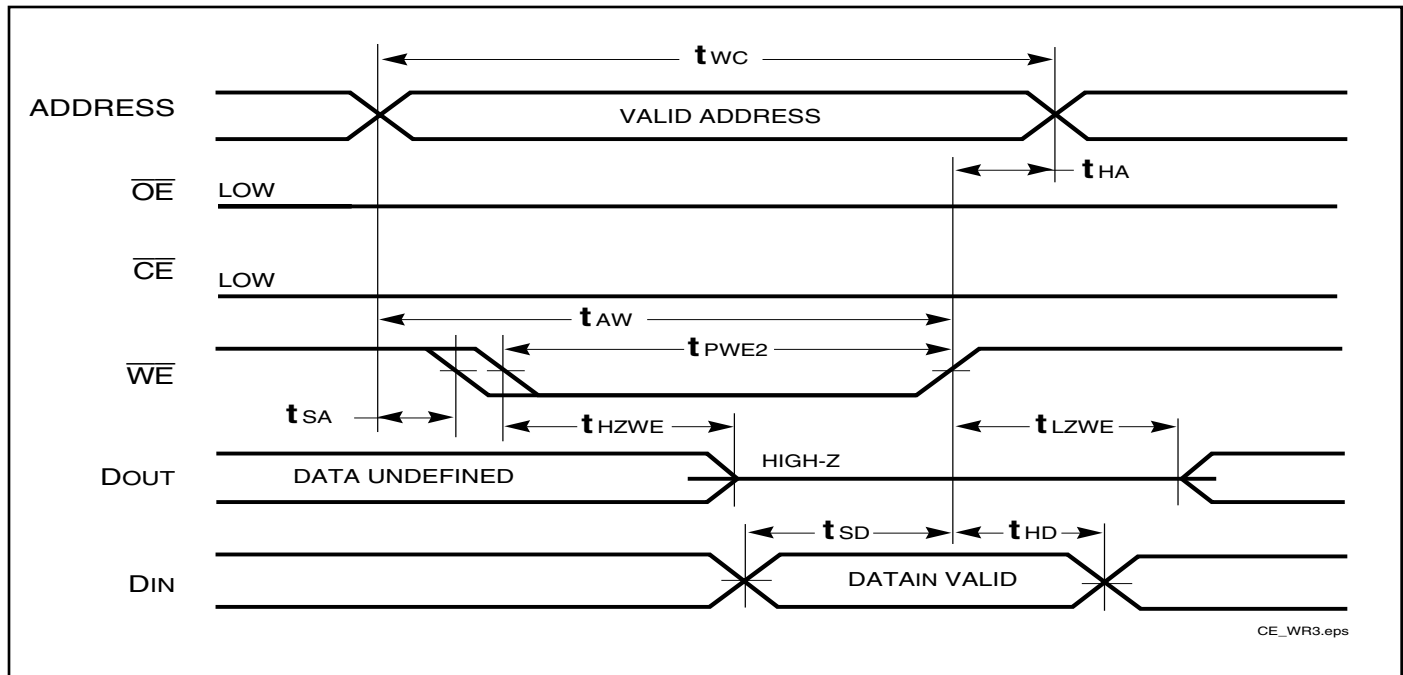 tWC
ADDRESS
VALID ADDRESS
tHA
OE
LOW
CE
LOW
tAW
tPWE2
WE
tSA
tHZWE
tLZWE
DOUT
DATA UNDEFINED
HIGH-Z
tSD
tHD
DIN
DATAIN VALID
CE_WR3.eps